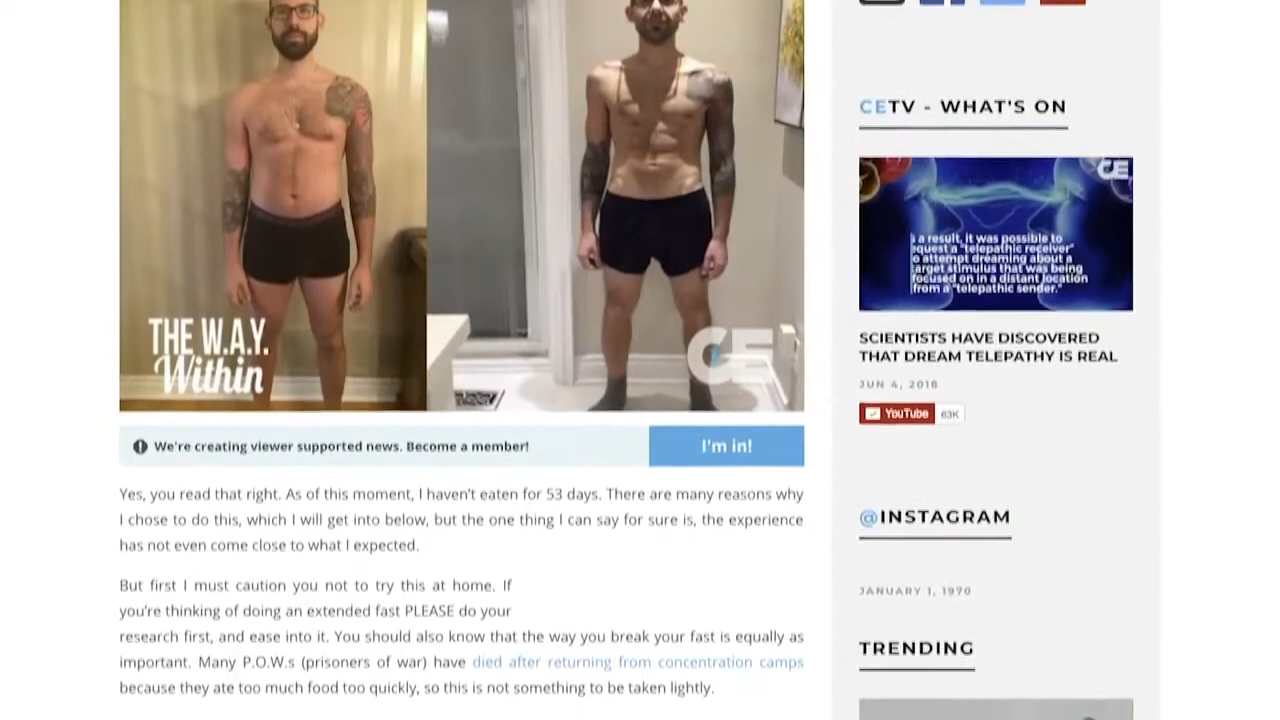 THE W.A.Y.
Within
CE
We're creating viewer supported news. Become a member!
I'm in!
Yes, you read that right. As of this moment, I haven't eaten for 53 days. There are many reasons why
I chose to do this, which I will get into below, but the one thing I can say for sure is, the experience
has not even come close to what I expected.
But first I must caution you not to try this at home. If
you're thinking of doing an extended fast PLEASE do your
research first, and ease into it. You should also know that the way you break your fast is equally as
important. Many P.O.W.s (prisoners of war) have died after returning from concentration camps
because they ate too much food too quickly, so this is not something to be taken lightly.
CETV - WHAT'S ON
CE
a result, it was possible to
equest a "telepathic receiver"
o attempt dreaming about a
arget stimulus that was being
focused on in a distant location
from a "telepathic sender."
SCIENTISTS HAVE DISCOVERED
THAT DREAM TELEPATHY IS REAL
JUN 4, 2018
YouTube 63K
@INSTAGRAM
JANUARY 1, 1970
TRENDING